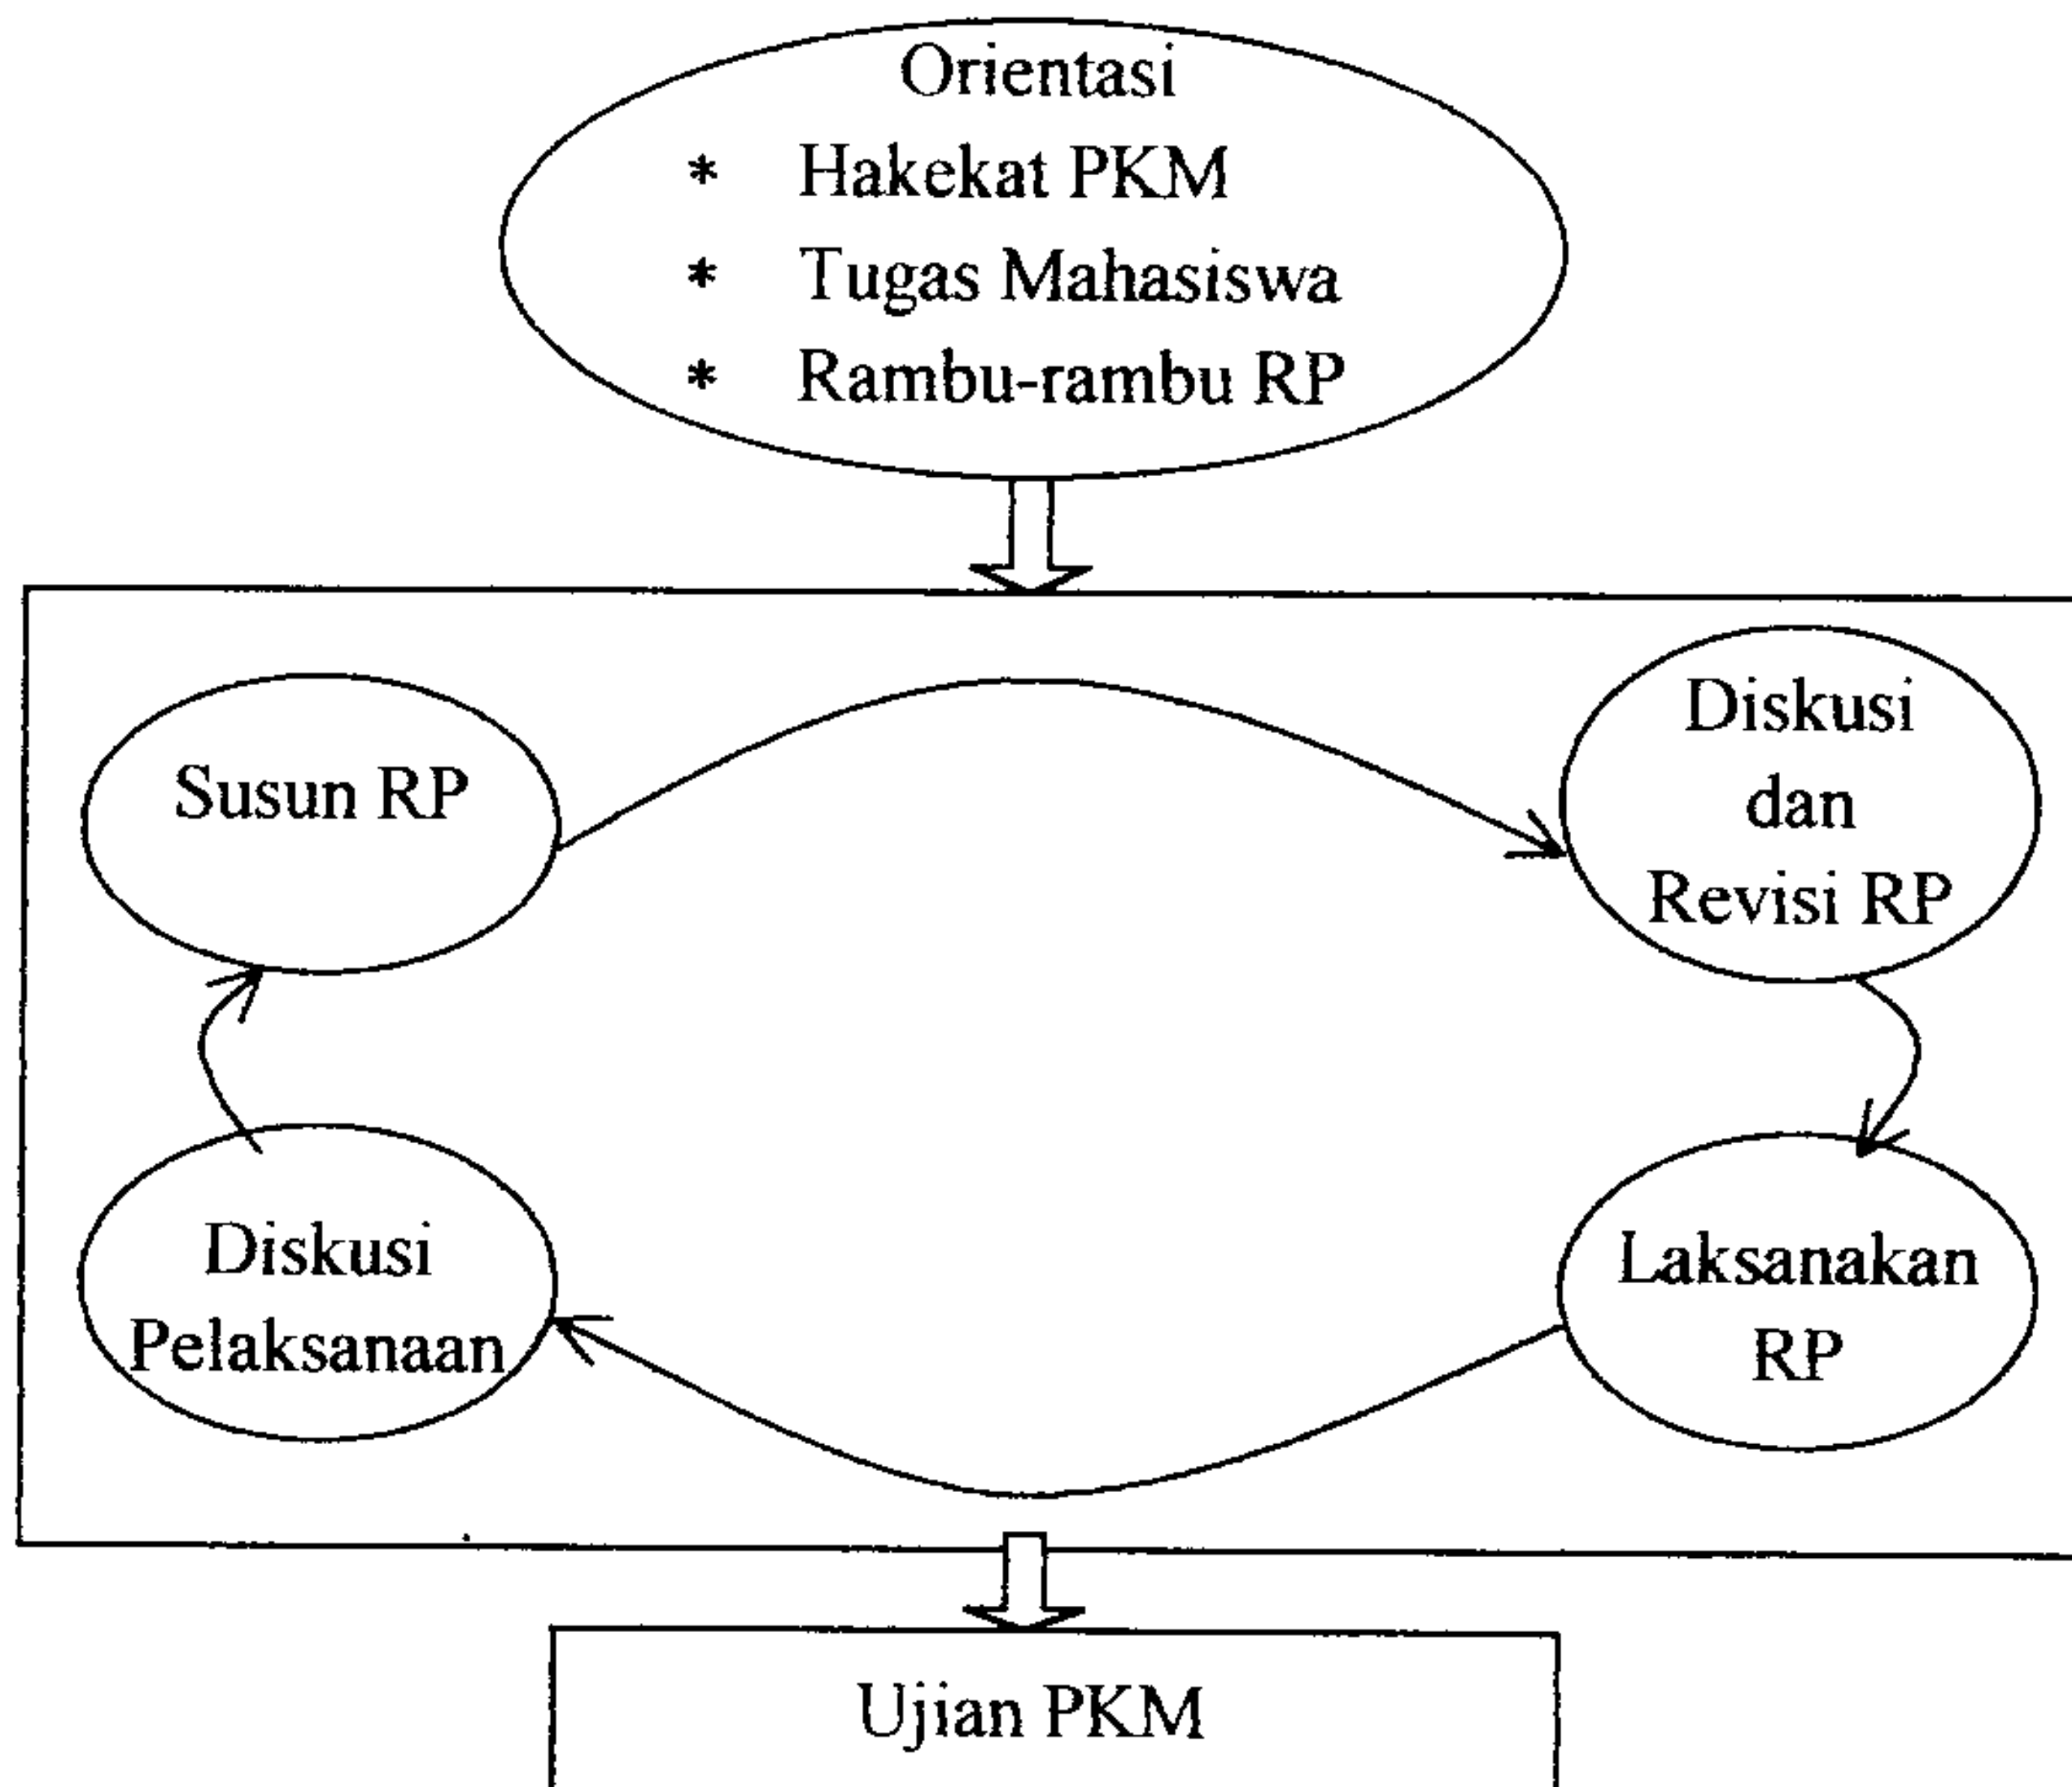 Orientasi
* Hakekat PKM
* Tugas Mahasiswa
* Rambu-rambu RP
Susun RP
Diskusi
dan
Revisi RP
Diskusi
Pelaksanaan
Laksanakan
RP
Ujian PKM